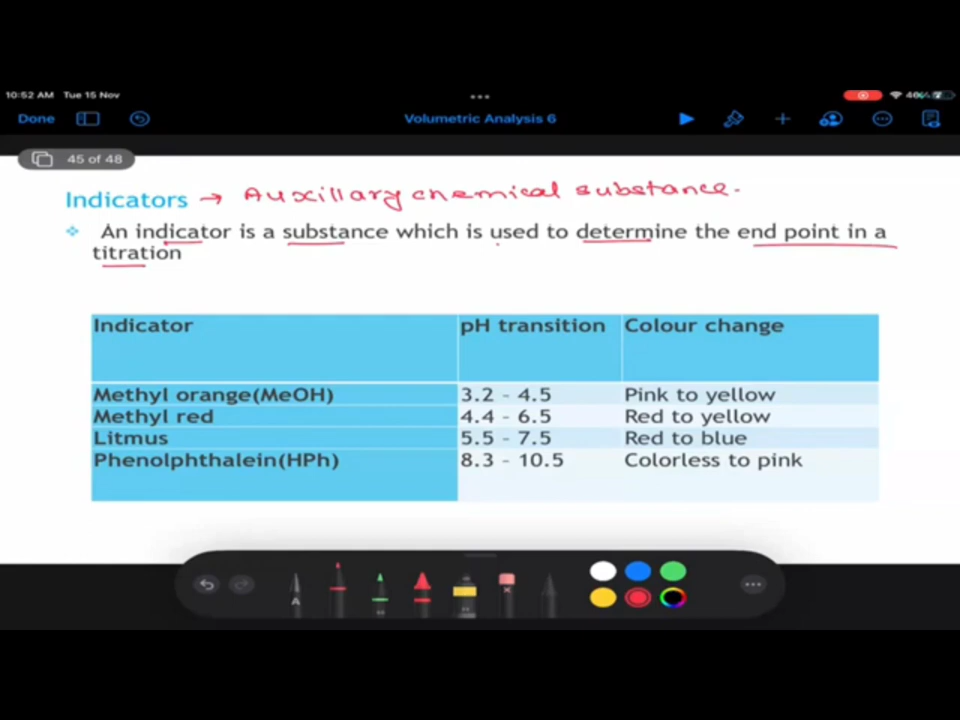 10:52 AM Tue 15 Nov
Done Volumetric Analysis 6
45 of 48
Indicators → Auxillary chemical substance.
❖ An indicator is a substance which is used to determine the end point in a
titration
Indicator pH transition Colour change
Methyl orange(MeOH) 3.2 - 4.5 Pink to yellow
Methyl red 4.4 - 6.5 Red to yellow
Litmus 5.5 - 7.5 Red to blue
Phenolphthalein(HPh) 8.3 - 10.5 Colorless to pink
A